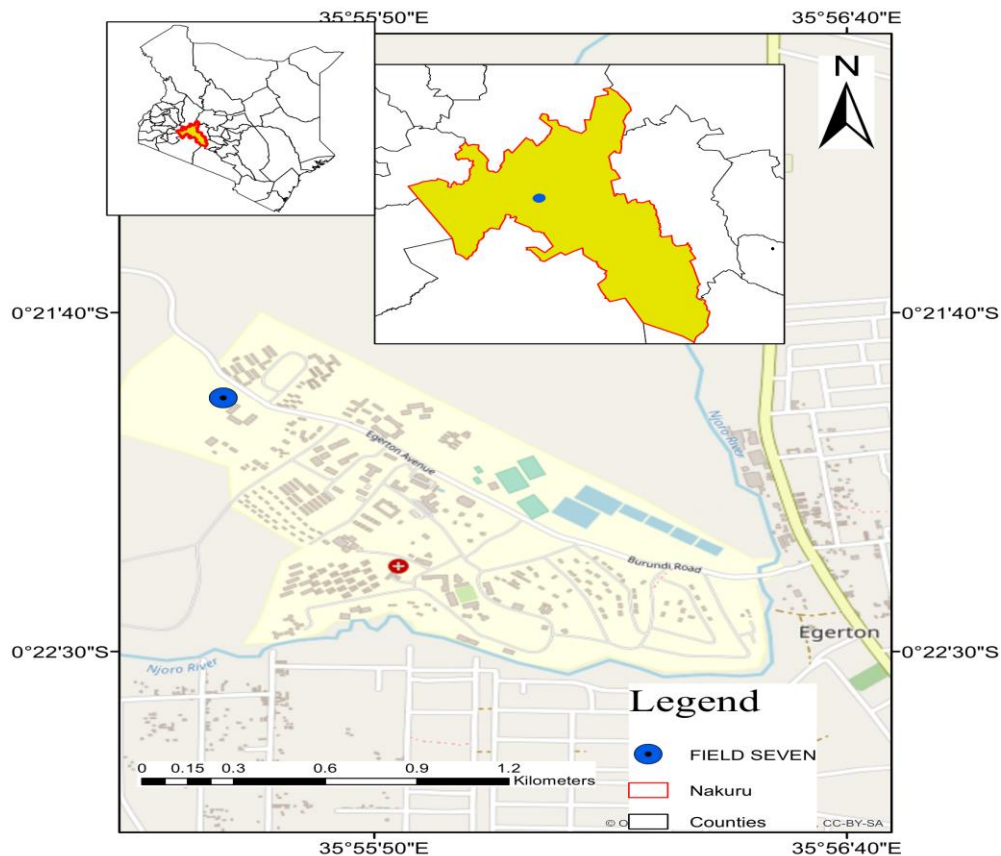 35°55'50"E
35°56'40"E
N
0°21'40"S
0°21'40"S
Njoro River
Egerton Avenue
Burundi Road
Egerton
0°22'30"S
0°22'30"S
Njoro River
Legend
FIELD SEVEN
Nakuru
Counties
0 0.15 0.3 0.6 0.9 1.2
Kilometers
CC-BY-SA
35°55'50"E
35°56'40"E